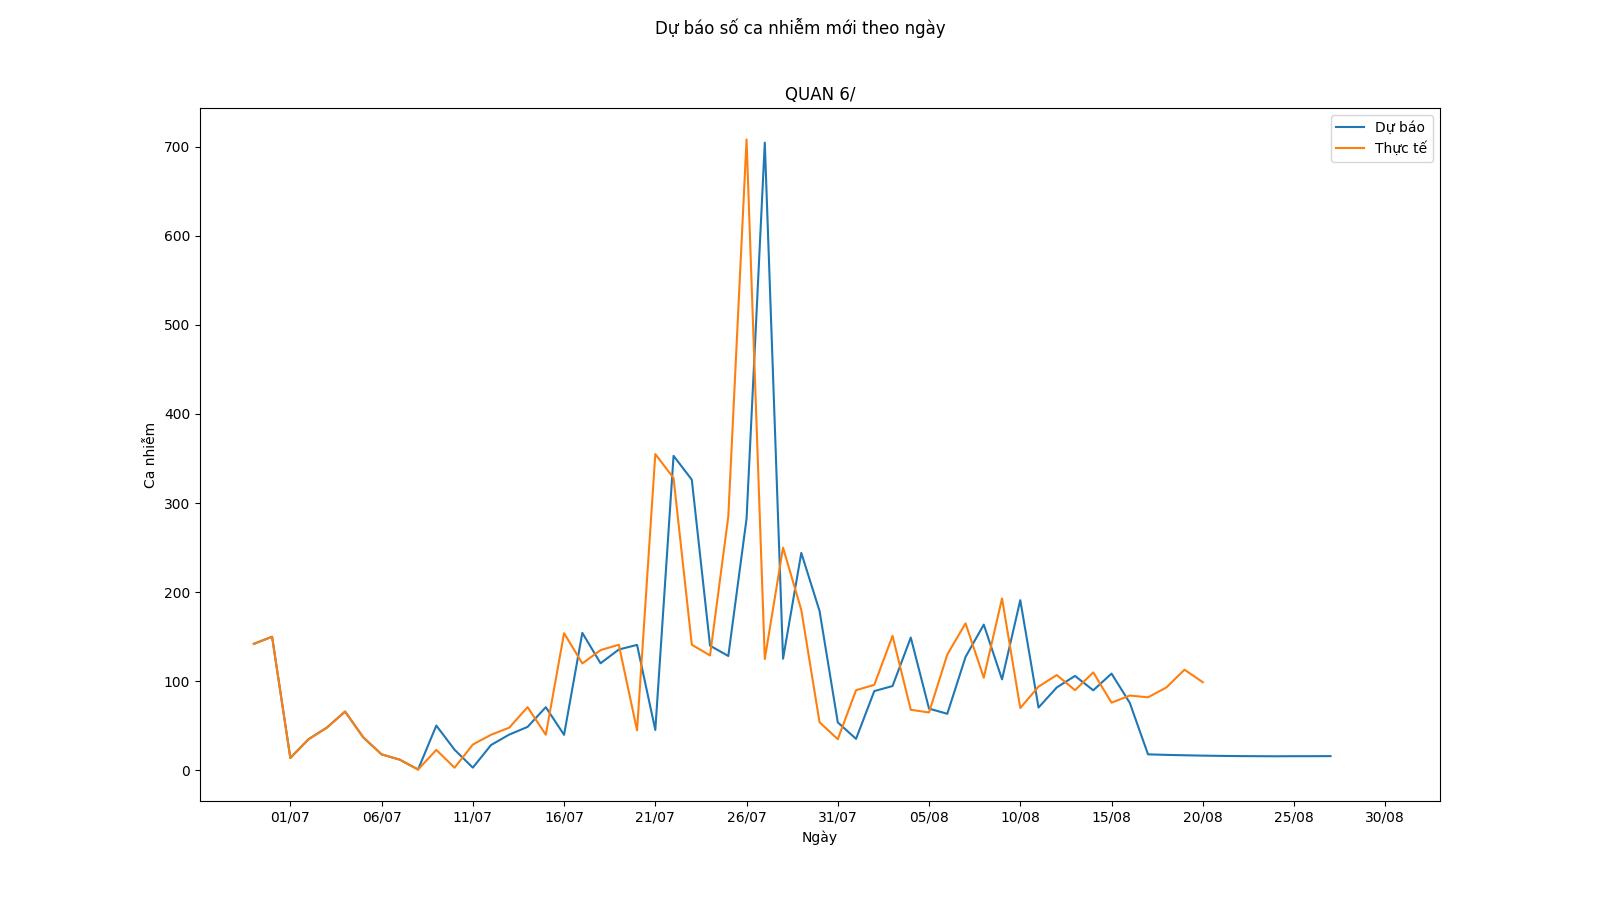 Dự báo số ca nhiễm mới theo ngày
QUAN 6/
Dự báo
Thực tế
700
600
500
400
300
200
100
0
Ca nhiễm
01/07 06/07 11/07 16/07 21/07 26/07 31/07 05/08 10/08 15/08 20/08 25/08 30/08
Ngày